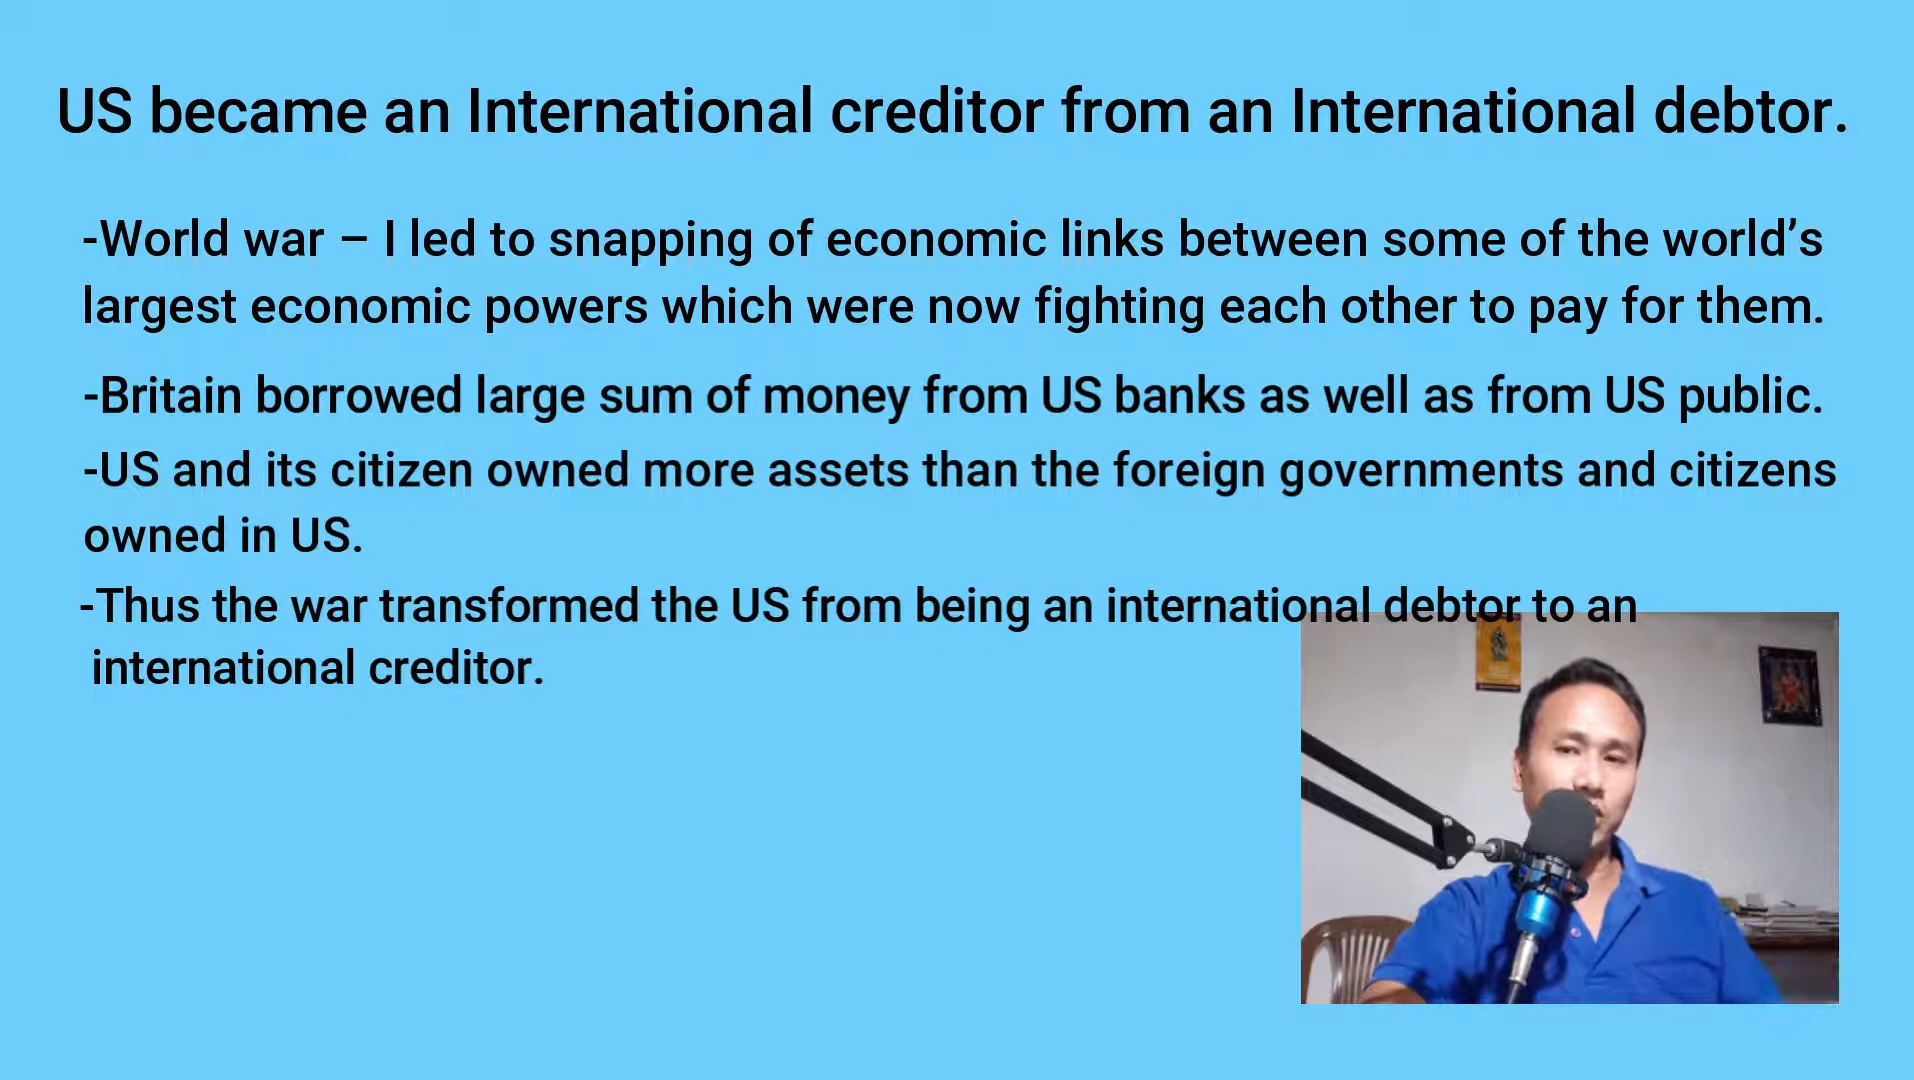 US became an International creditor from an International debtor.
-World war – I led to snapping of economic links between some of the world’s
largest economic powers which were now fighting each other to pay for them.
-Britain borrowed large sum of money from US banks as well as from US public.
-US and its citizen owned more assets than the foreign governments and citizens
owned in US.
-Thus the war transformed the US from being an international debtor to an
international creditor.